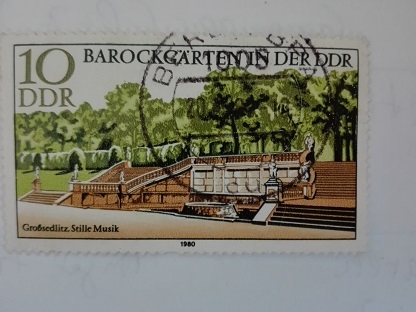 10
DDR
BAROCKGÄRTEN IN DER DDR
Großsedlitz, Stille Musik
1980